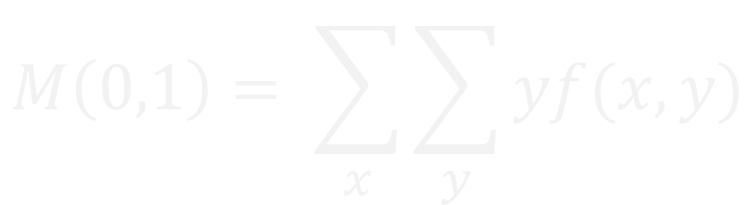 M(0,1) = ∑∑ yf(x,y)
x y